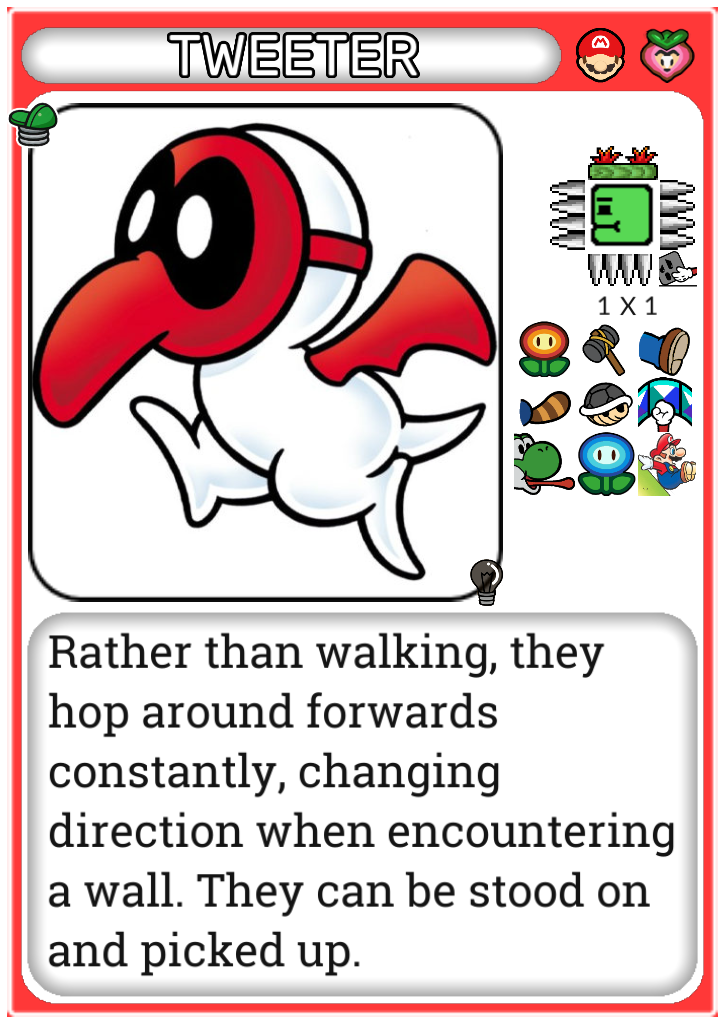 TWEETER
1 X 1
Rather than walking, they
hop around forwards
constantly, changing
direction when encountering
a wall. They can be stood on
and picked up.